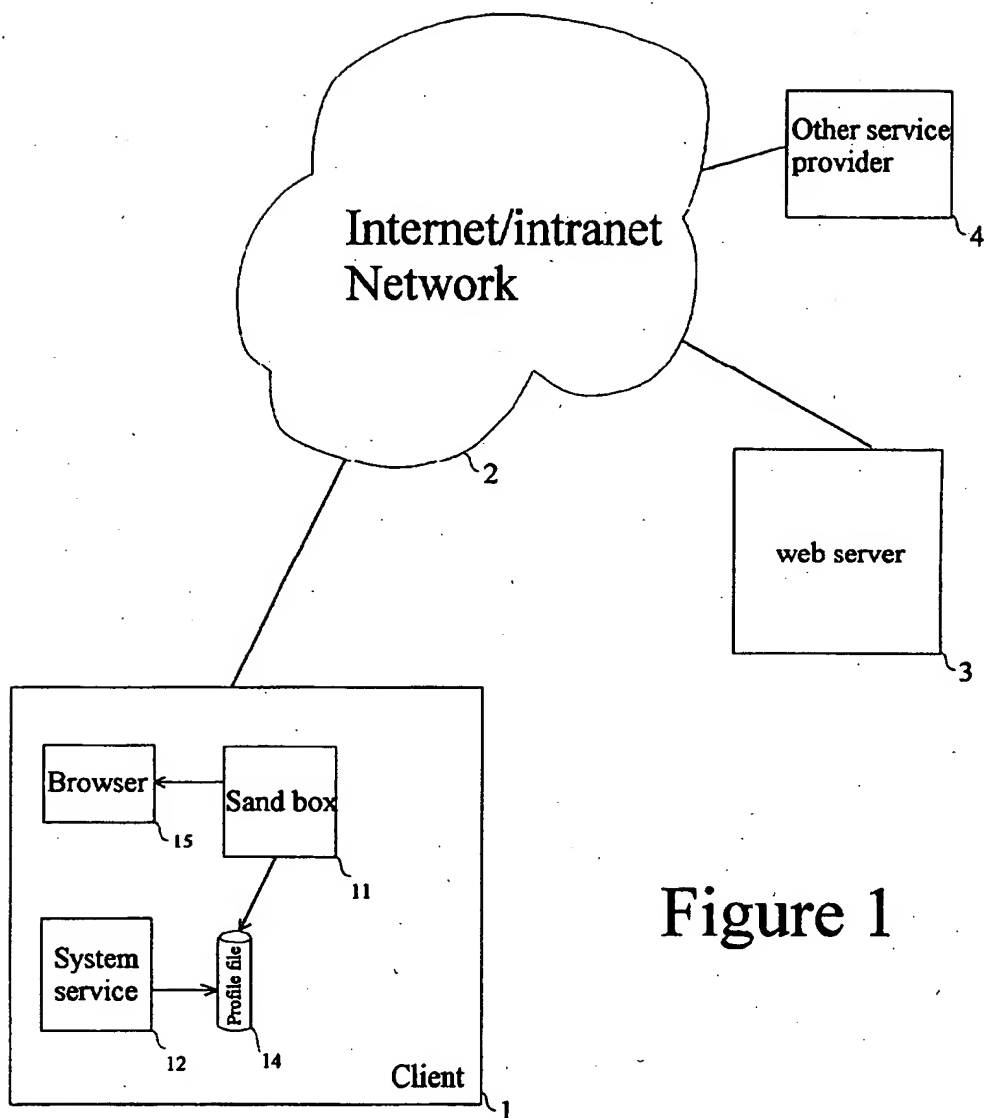 Other service
provider
4
Internet/intranet
Network
2
web server
3
Browser
15
Sand box
11
System
service
12
Profile file
14
Client
1
Figure 1